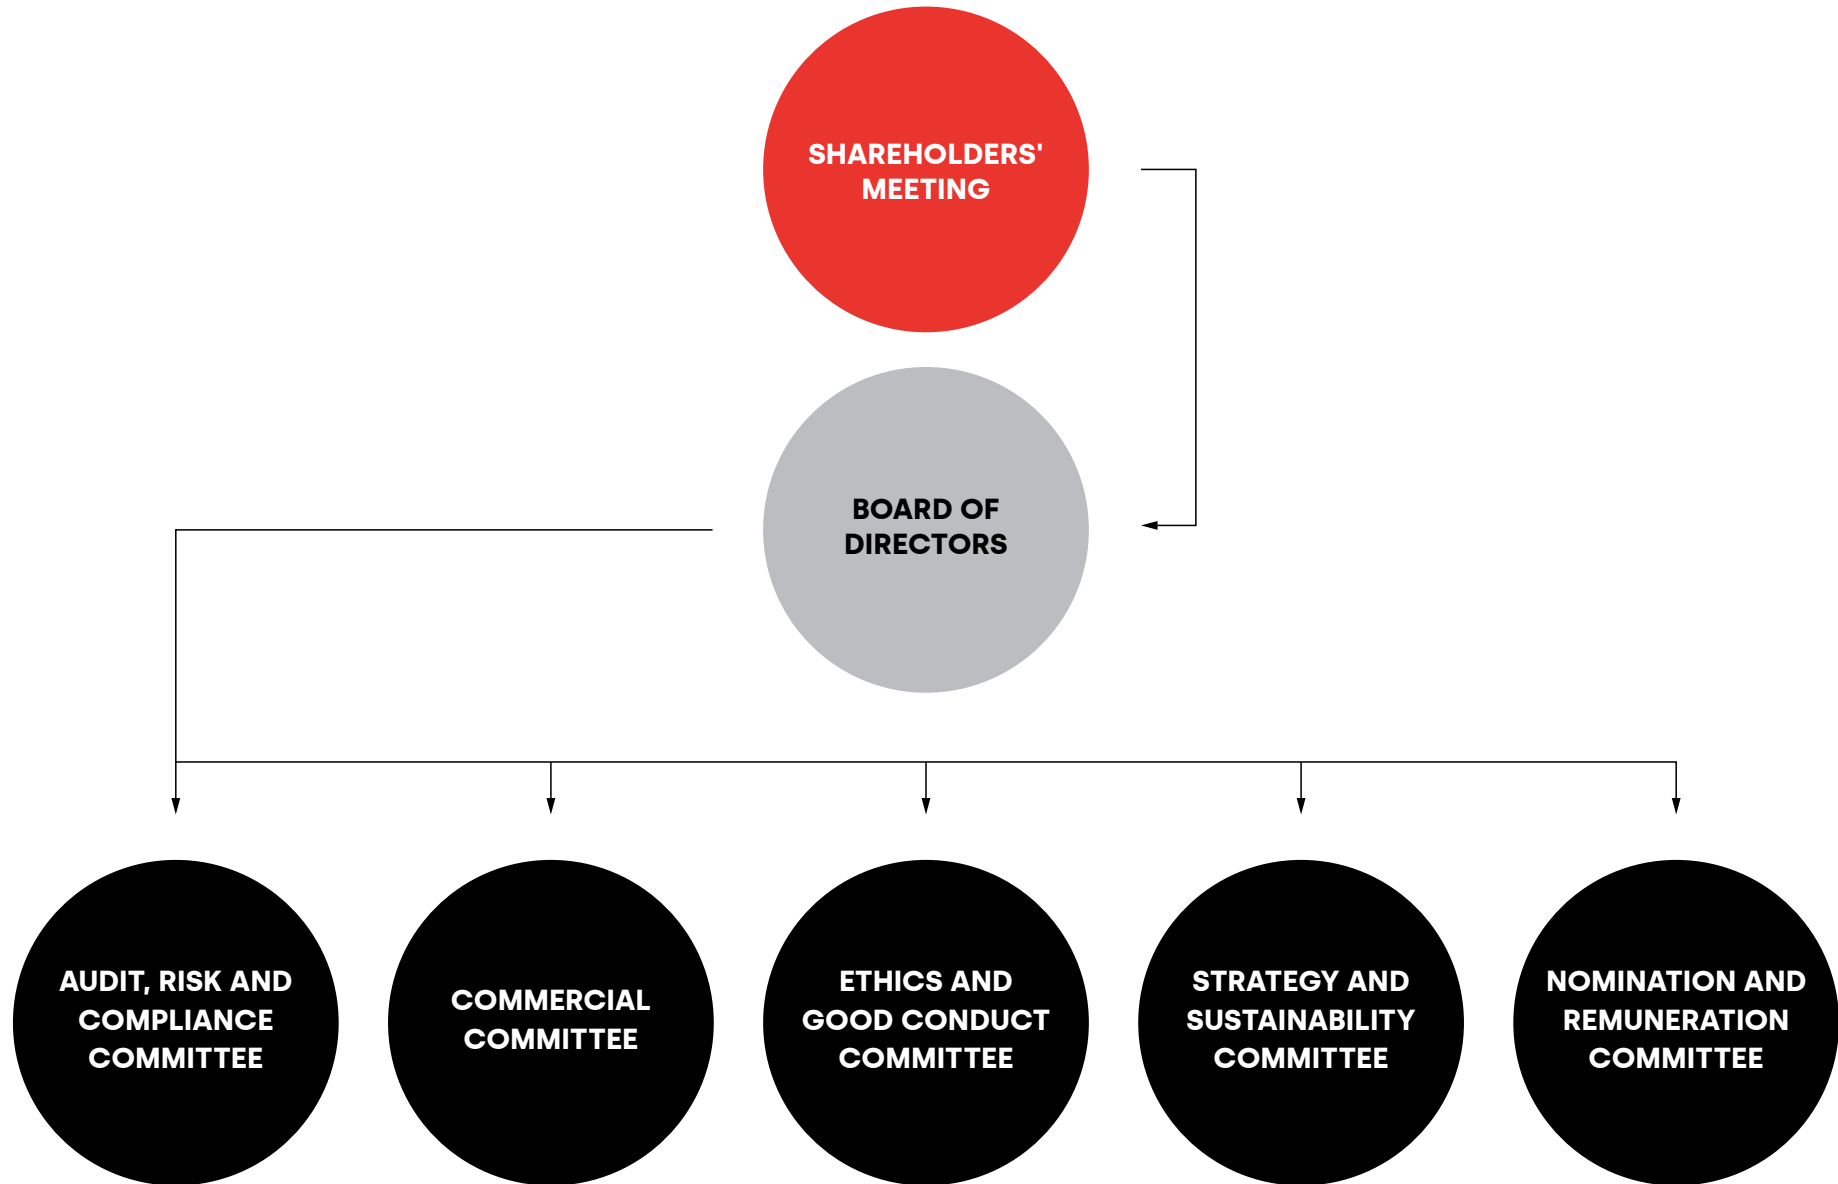 SHAREHOLDERS'
MEETING
BOARD OF
DIRECTORS
AUDIT, RISK AND
COMPLIANCE
COMMITTEE
COMMERCIAL
COMMITTEE
ETHICS AND
GOOD CONDUCT
COMMITTEE
STRATEGY AND
SUSTAINABILITY
COMMITTEE
NOMINATION AND
REMUNERATION
COMMITTEE